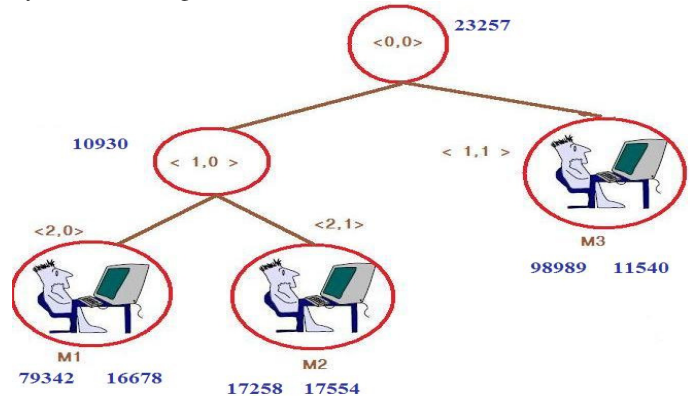 <0,0> 23257
10930
< 1,0 >
< 1,1 >
<2,0>
<2,1>
M3
98989 11540
M1
M2
79342 16678
17258 17554